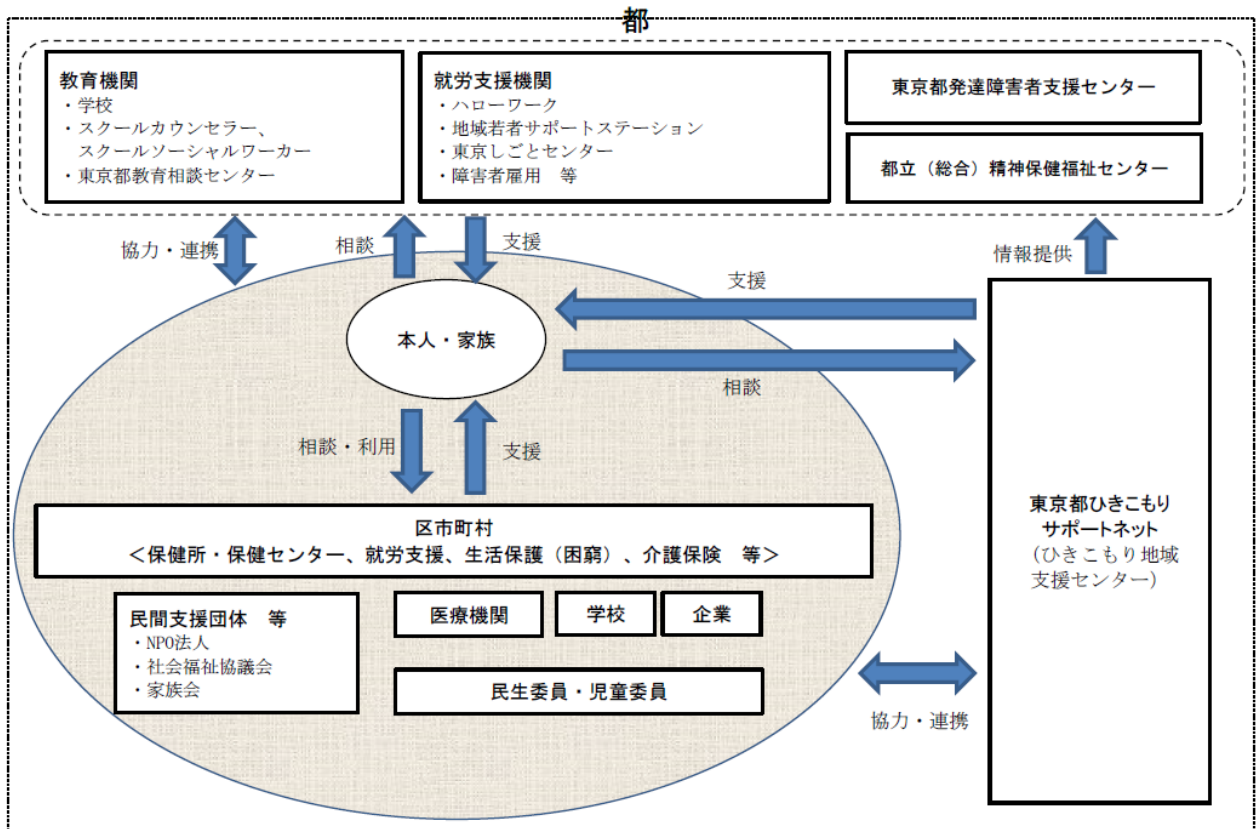 都
教育機関
・学校
・スクールカウンセラー、
スクールソーシャルワーカー
・東京都教育相談センター
就労支援機関
・ハローワーク
・地域若者サポートステーション
・東京しごとセンター
・障害者雇用　等
東京都発達障害者支援センター
都立（総合）精神保健福祉センター
協力・連携
相談
支援
情報提供
本人・家族
支援
相談
相談・利用
支援
区市町村
＜保健所・保健センター、就労支援、生活保護（困窮）、介護保険　等＞
民間支援団体　等
・NPO法人
・社会福祉協議会
・家族会
医療機関
学校
企業
民生委員・児童委員
東京都ひきこもり
サポートネット
（ひきこもり地域
支援センター）
協力・連携